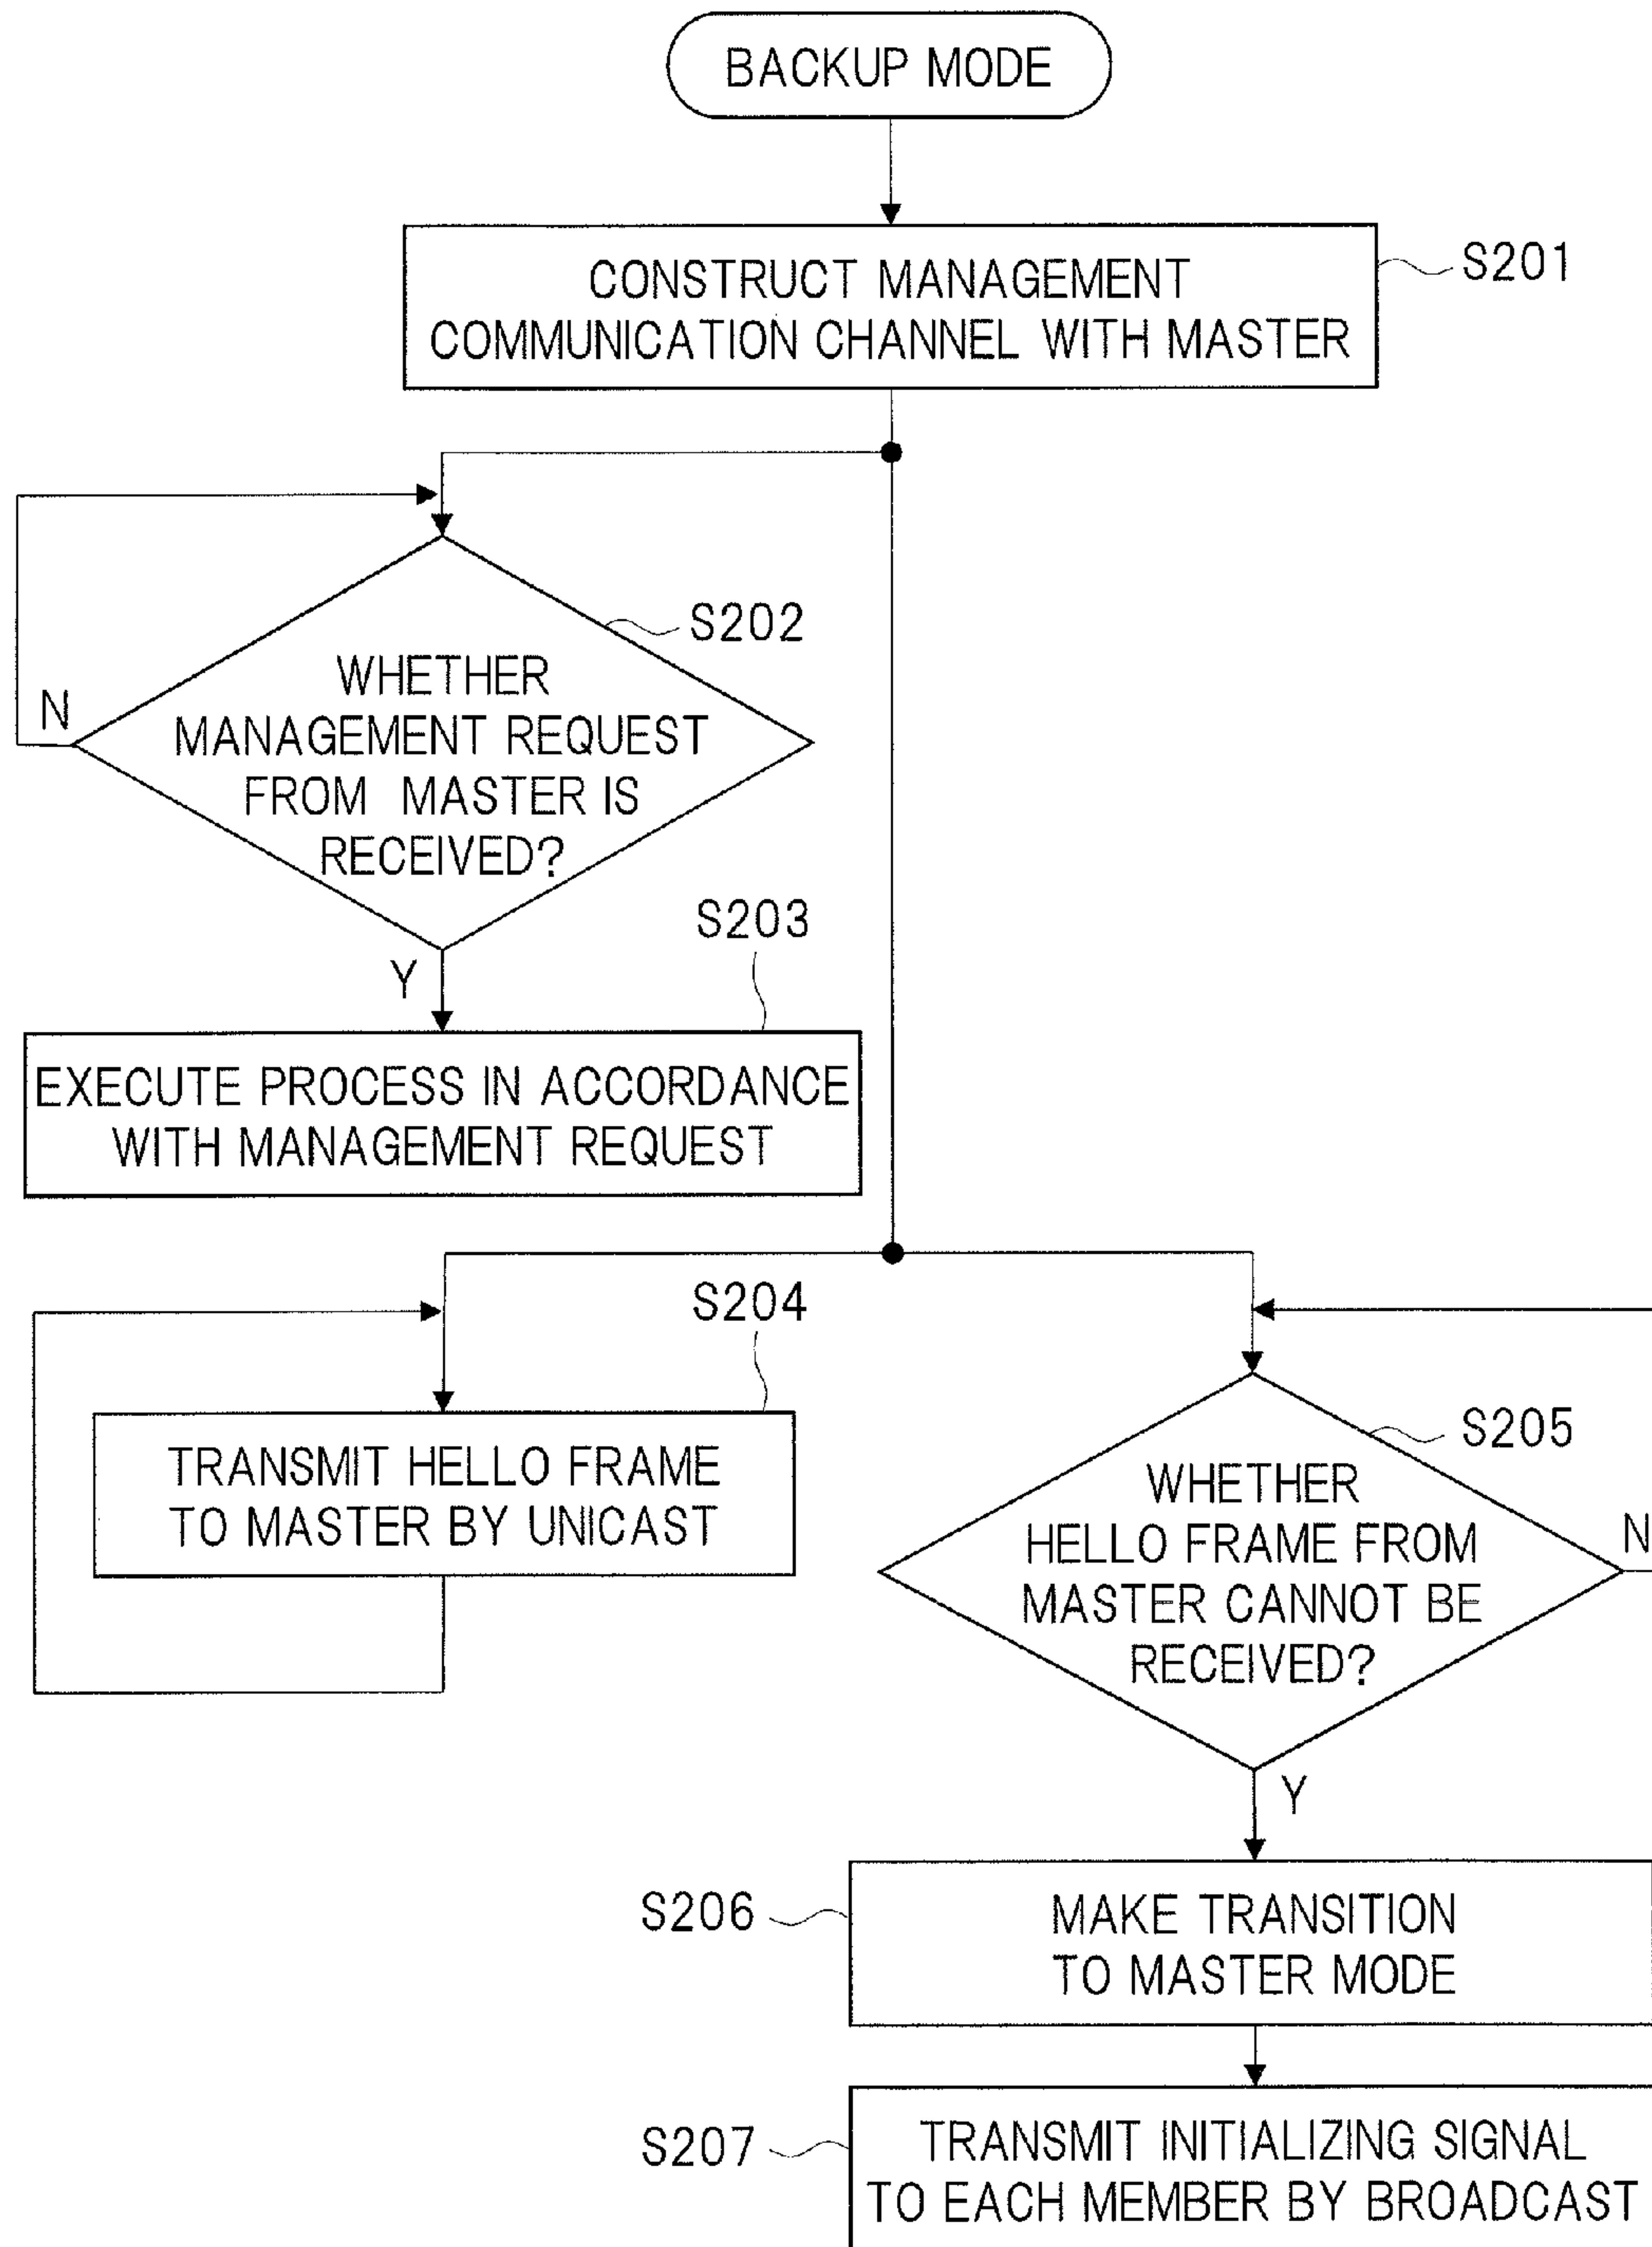 BACKUP MODE
CONSTRUCT MANAGEMENT
COMMUNICATION CHANNEL WITH MASTER
S201
S202
WHETHER
MANAGEMENT REQUEST
FROM MASTER IS
RECEIVED?
N
Y
S203
EXECUTE PROCESS IN ACCORDANCE
WITH MANAGEMENT REQUEST
S204
TRANSMIT HELLO FRAME
TO MASTER BY UNICAST
S205
WHETHER
HELLO FRAME FROM
MASTER CANNOT BE
RECEIVED?
N
Y
S206
MAKE TRANSITION
TO MASTER MODE
S207
TRANSMIT INITIALIZING SIGNAL
TO EACH MEMBER BY BROADCAST